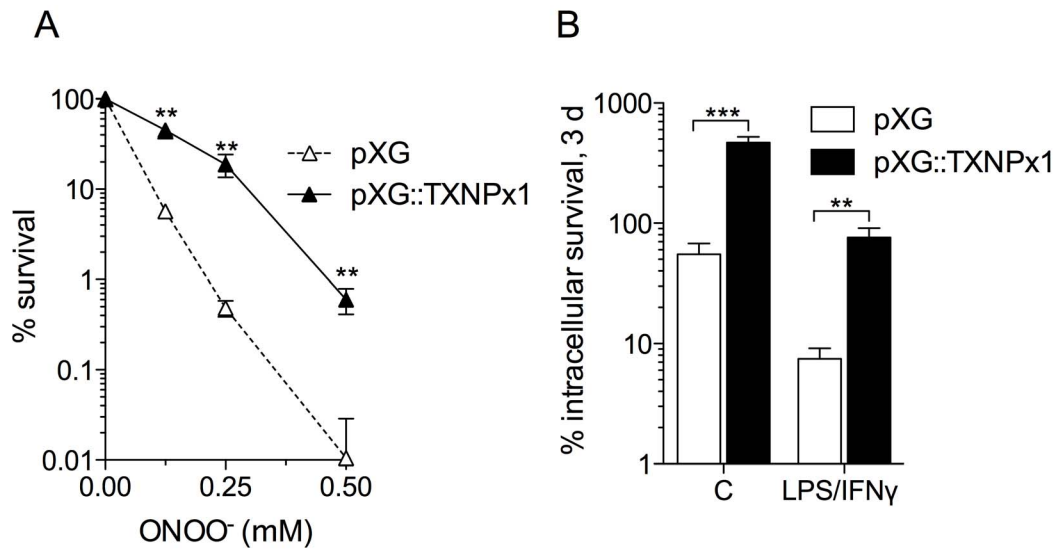 A
100
10
1
0.1
0.01
% survival
0.00
0.25
0.50
ONOO⁻ (mM)
**
**
**
pXG
pXG::TXNPx1
B
1000
100
10
1
% intracellular survival, 3 d
***
**
C
LPS/IFNγ
pXG
pXG::TXNPx1